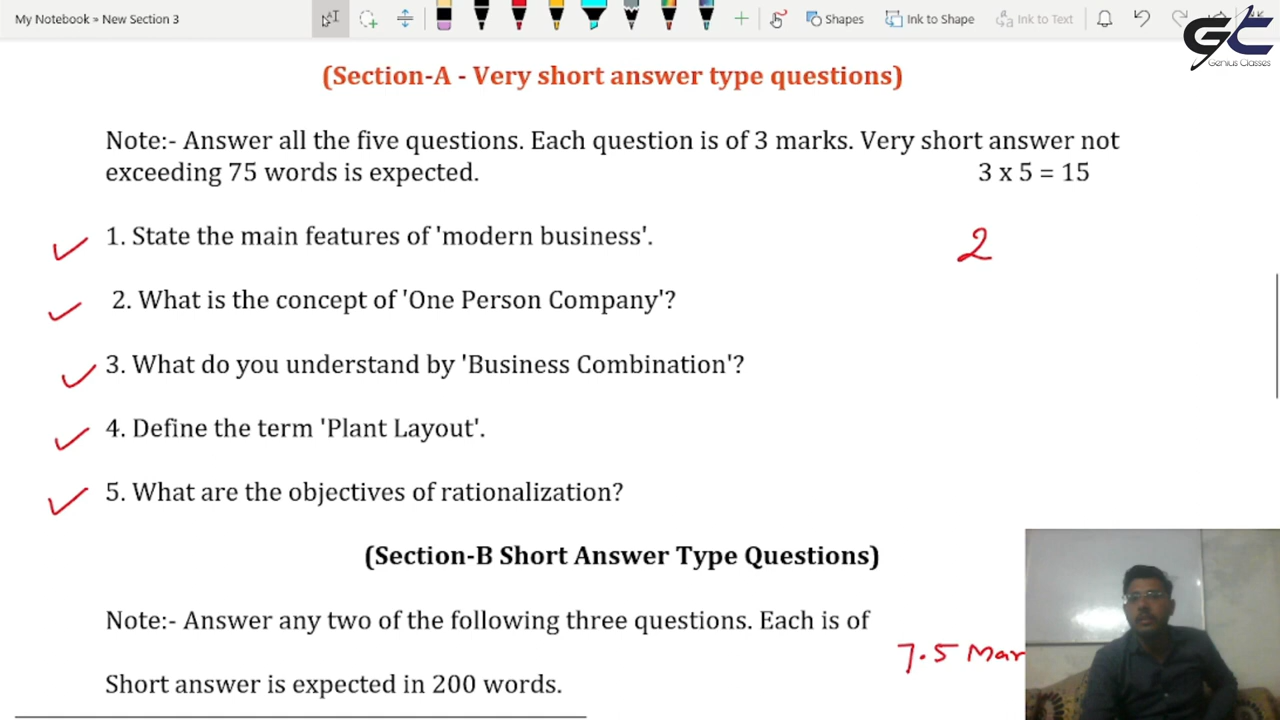 My Notebook » New Section 3
Shapes
Ink to Shape
Ink to Text
GC
Genius Classes
(Section-A - Very short answer type questions)
Note:- Answer all the five questions. Each question is of 3 marks. Very short answer not
exceeding 75 words is expected. 3 x 5 = 15
1. State the main features of 'modern business'.
2
2. What is the concept of 'One Person Company'?
3. What do you understand by 'Business Combination'?
4. Define the term 'Plant Layout'.
5. What are the objectives of rationalization?
(Section-B Short Answer Type Questions)
Note:- Answer any two of the following three questions. Each is of
7.5 Mar
Short answer is expected in 200 words.